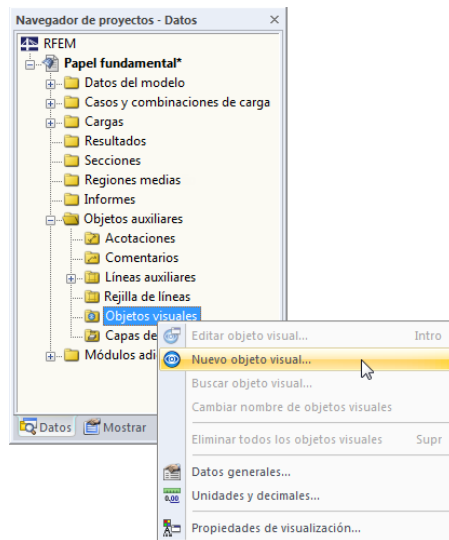 Navegador de proyectos - Datos
RFEM
Papel fundamental*
Datos del modelo
Casos y combinaciones de carga
Cargas
Resultados
Secciones
Regiones medias
Informes
Objetos auxiliares
Acotaciones
Comentarios
Líneas auxiliares
Rejilla de líneas
Objetos visuales
Capas de
Módulos adi
Datos Mostrar
Editar objeto visual... Intro
Nuevo objeto visual...
Buscar objeto visual...
Cambiar nombre de objetos visuales
Eliminar todos los objetos visuales Supr
Datos generales...
0,00 Unidades y decimales...
Propiedades de visualización...